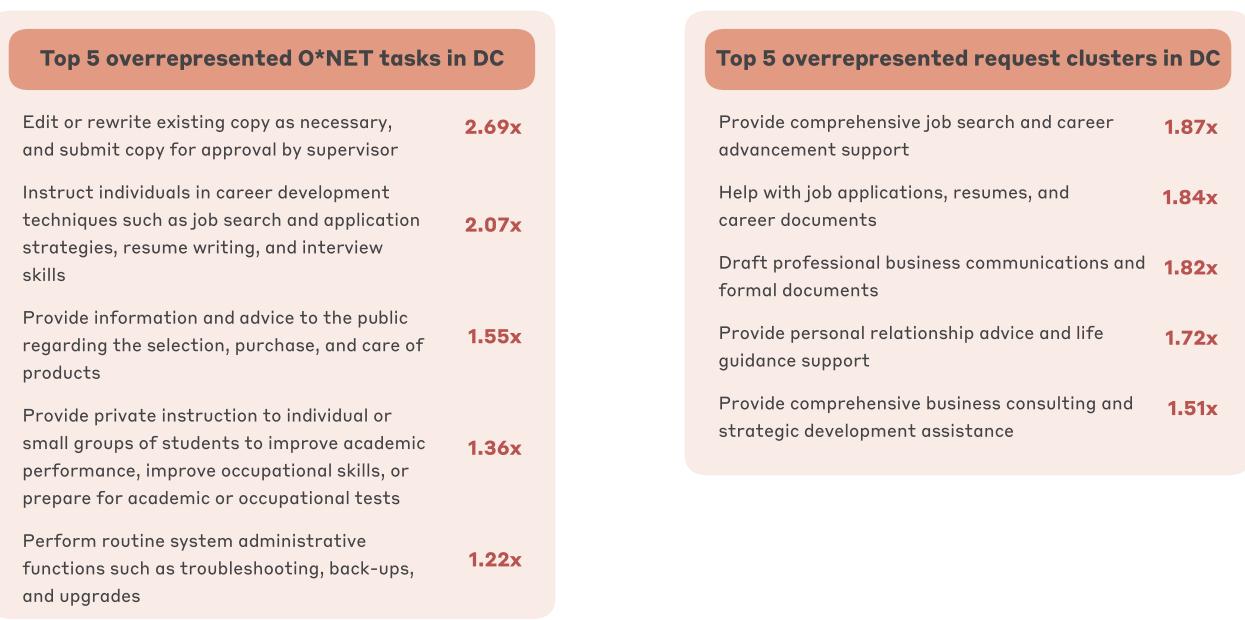 Top 5 overrepresented O*NET tasks in DC
Edit or rewrite existing copy as necessary,
and submit copy for approval by supervisor
2.69x
Instruct individuals in career development
techniques such as job search and application
strategies, resume writing, and interview
skills
2.07x
Provide information and advice to the public
regarding the selection, purchase, and care of
products
1.55x
Provide private instruction to individual or
small groups of students to improve academic
performance, improve occupational skills, or
prepare for academic or occupational tests
1.36x
Perform routine system administrative
functions such as troubleshooting, back-ups,
and upgrades
1.22x
Top 5 overrepresented request clusters in DC
Provide comprehensive job search and career
advancement support
1.87x
Help with job applications, resumes, and
career documents
1.84x
Draft professional business communications and
formal documents
1.82x
Provide personal relationship advice and life
guidance support
1.72x
Provide comprehensive business consulting and
strategic development assistance
1.51x